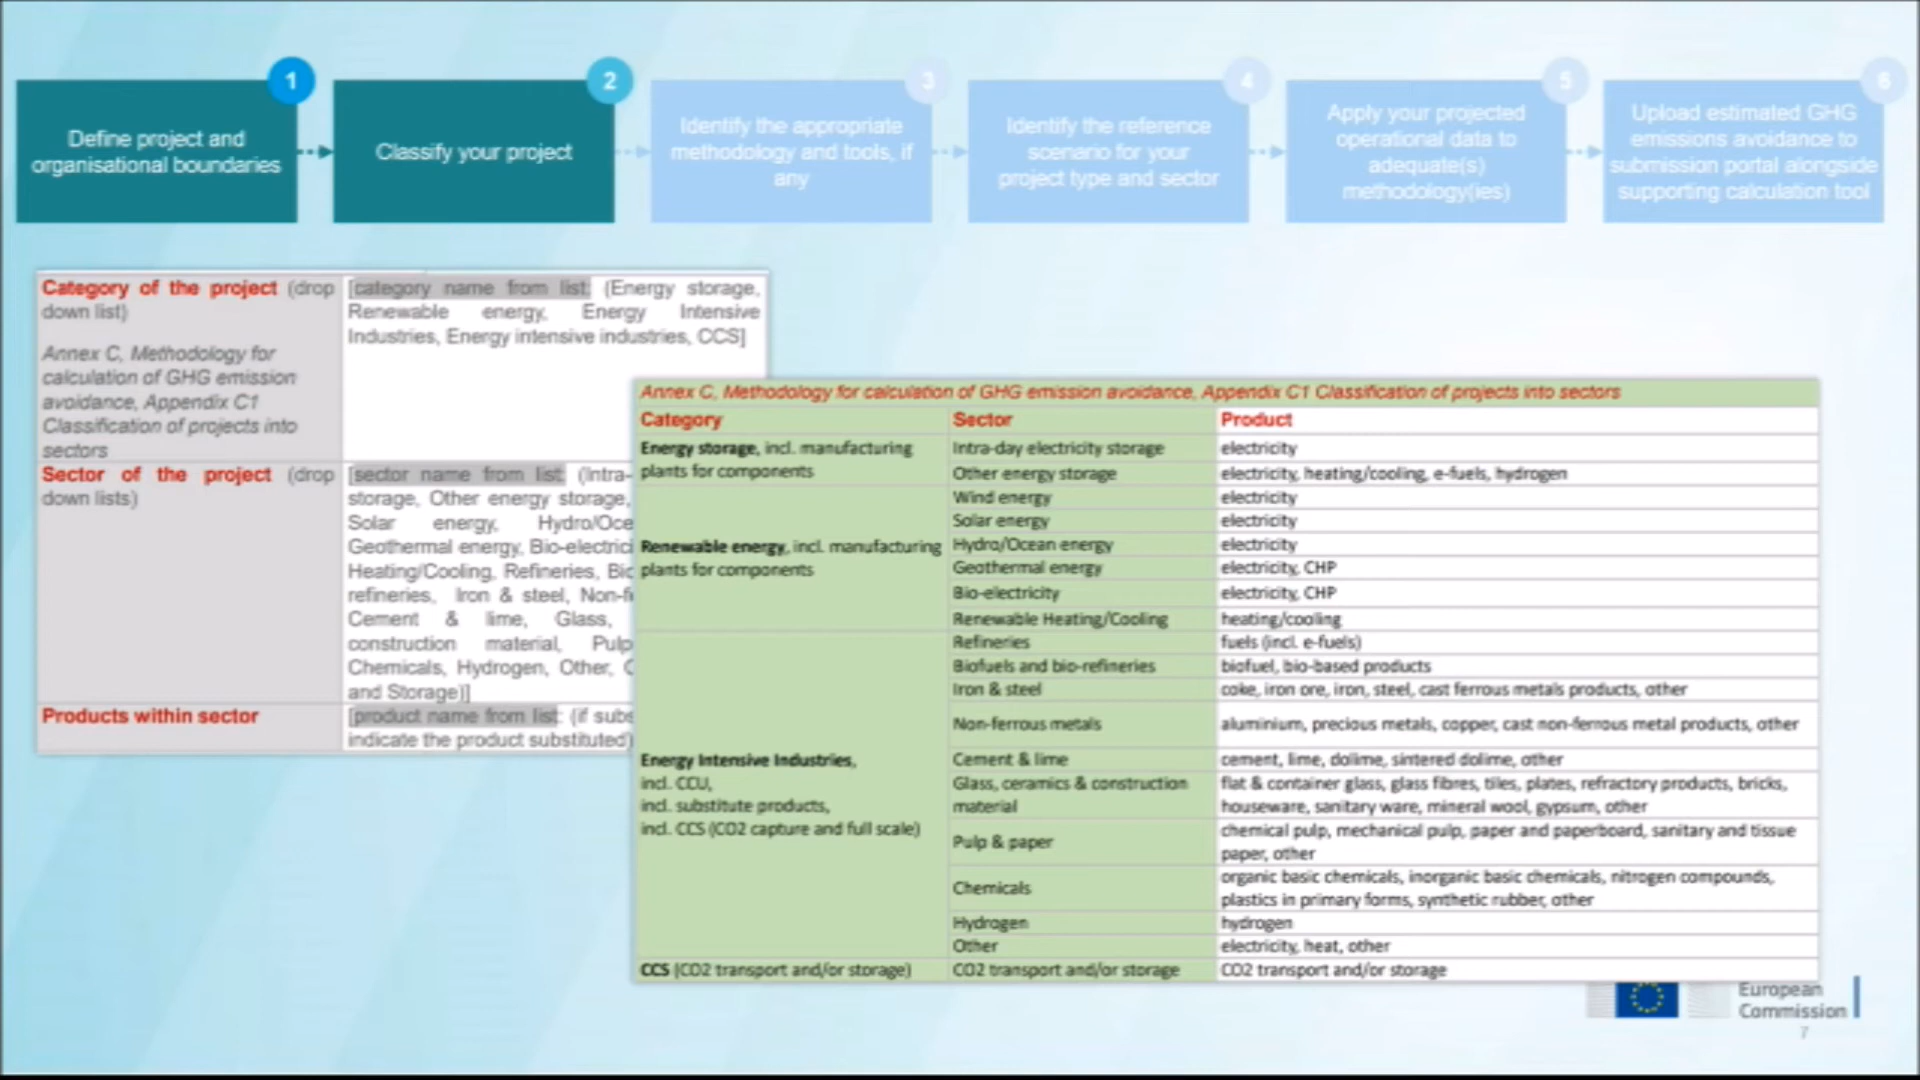 1
Define project and
organisational boundaries
2
Classify your project
3
Identify the appropriate
methodology and tools, if
any
4
Identify the reference
scenario for your
project type and sector
5
Apply your projected
operational data to
adequate(s)
methodology(ies)
6
Upload estimated GHG
emissions avoidance to
submission portal alongside
supporting calculation tool
Category of the project (drop
down list)
Annex C, Methodology for
calculation of GHG emission
avoidance, Appendix C1
Classification of projects into
sectors
[category name from list: (Energy storage,
Renewable energy, Energy Intensive
Industries, Energy intensive industries, CCS]
Sector of the project (drop
down lists)
[sector name from list: (Intra-
storage, Other energy storage,
Solar energy, Hydro/Oce
Geothermal energy, Bio-electrici
Heating/Cooling, Refineries, Bio
refineries, Iron & steel, Non-f
Cement & lime, Glass,
construction material, Pulp
Chemicals, Hydrogen, Other, C
and Storage)]
Products within sector
[product name from list: (if subs
indicate the product substituted)
Annex C, Methodology for calculation of GHG emission avoidance, Appendix C1 Classification of projects into sectors
Category Sector Product
Energy storage, incl. manufacturing
plants for components
Intra-day electricity storage electricity
Other energy storage electricity, heating/cooling, e-fuels, hydrogen
Renewable energy, incl. manufacturing
plants for components
Wind energy electricity
Solar energy electricity
Hydro/Ocean energy electricity
Geothermal energy electricity, CHP
Bio-electricity electricity, CHP
Renewable Heating/Cooling heating/cooling
Energy Intensive Industries,
incl. CCU,
incl. substitute products,
incl. CCS (CO2 capture and full scale)
Refineries fuels (incl. e-fuels)
Biofuels and bio-refineries biofuel, bio-based products
Iron & steel coke, iron ore, iron, steel, cast ferrous metals products, other
Non-ferrous metals aluminium, precious metals, copper, cast non-ferrous metal products, other
Cement & lime cement, lime, dolime, sintered dolime, other
Glass, ceramics & construction
material
flat & container glass, glass fibres, tiles, plates, refractory products, bricks,
houseware, sanitary ware, mineral wool, gypsum, other
Pulp & paper
chemical pulp, mechanical pulp, paper and paperboard, sanitary and tissue
paper, other
Chemicals
organic basic chemicals, inorganic basic chemicals, nitrogen compounds,
plastics in primary forms, synthetic rubber, other
Hydrogen hydrogen
Other electricity, heat, other
CCS (CO2 transport and/or storage) CO2 transport and/or storage CO2 transport and/or storage
European
Commission
7